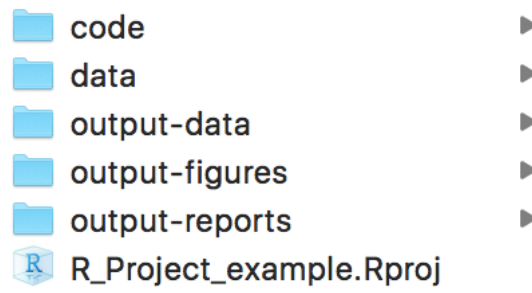 code
data
output-data
output-figures
output-reports
R R_Project_example.Rproj